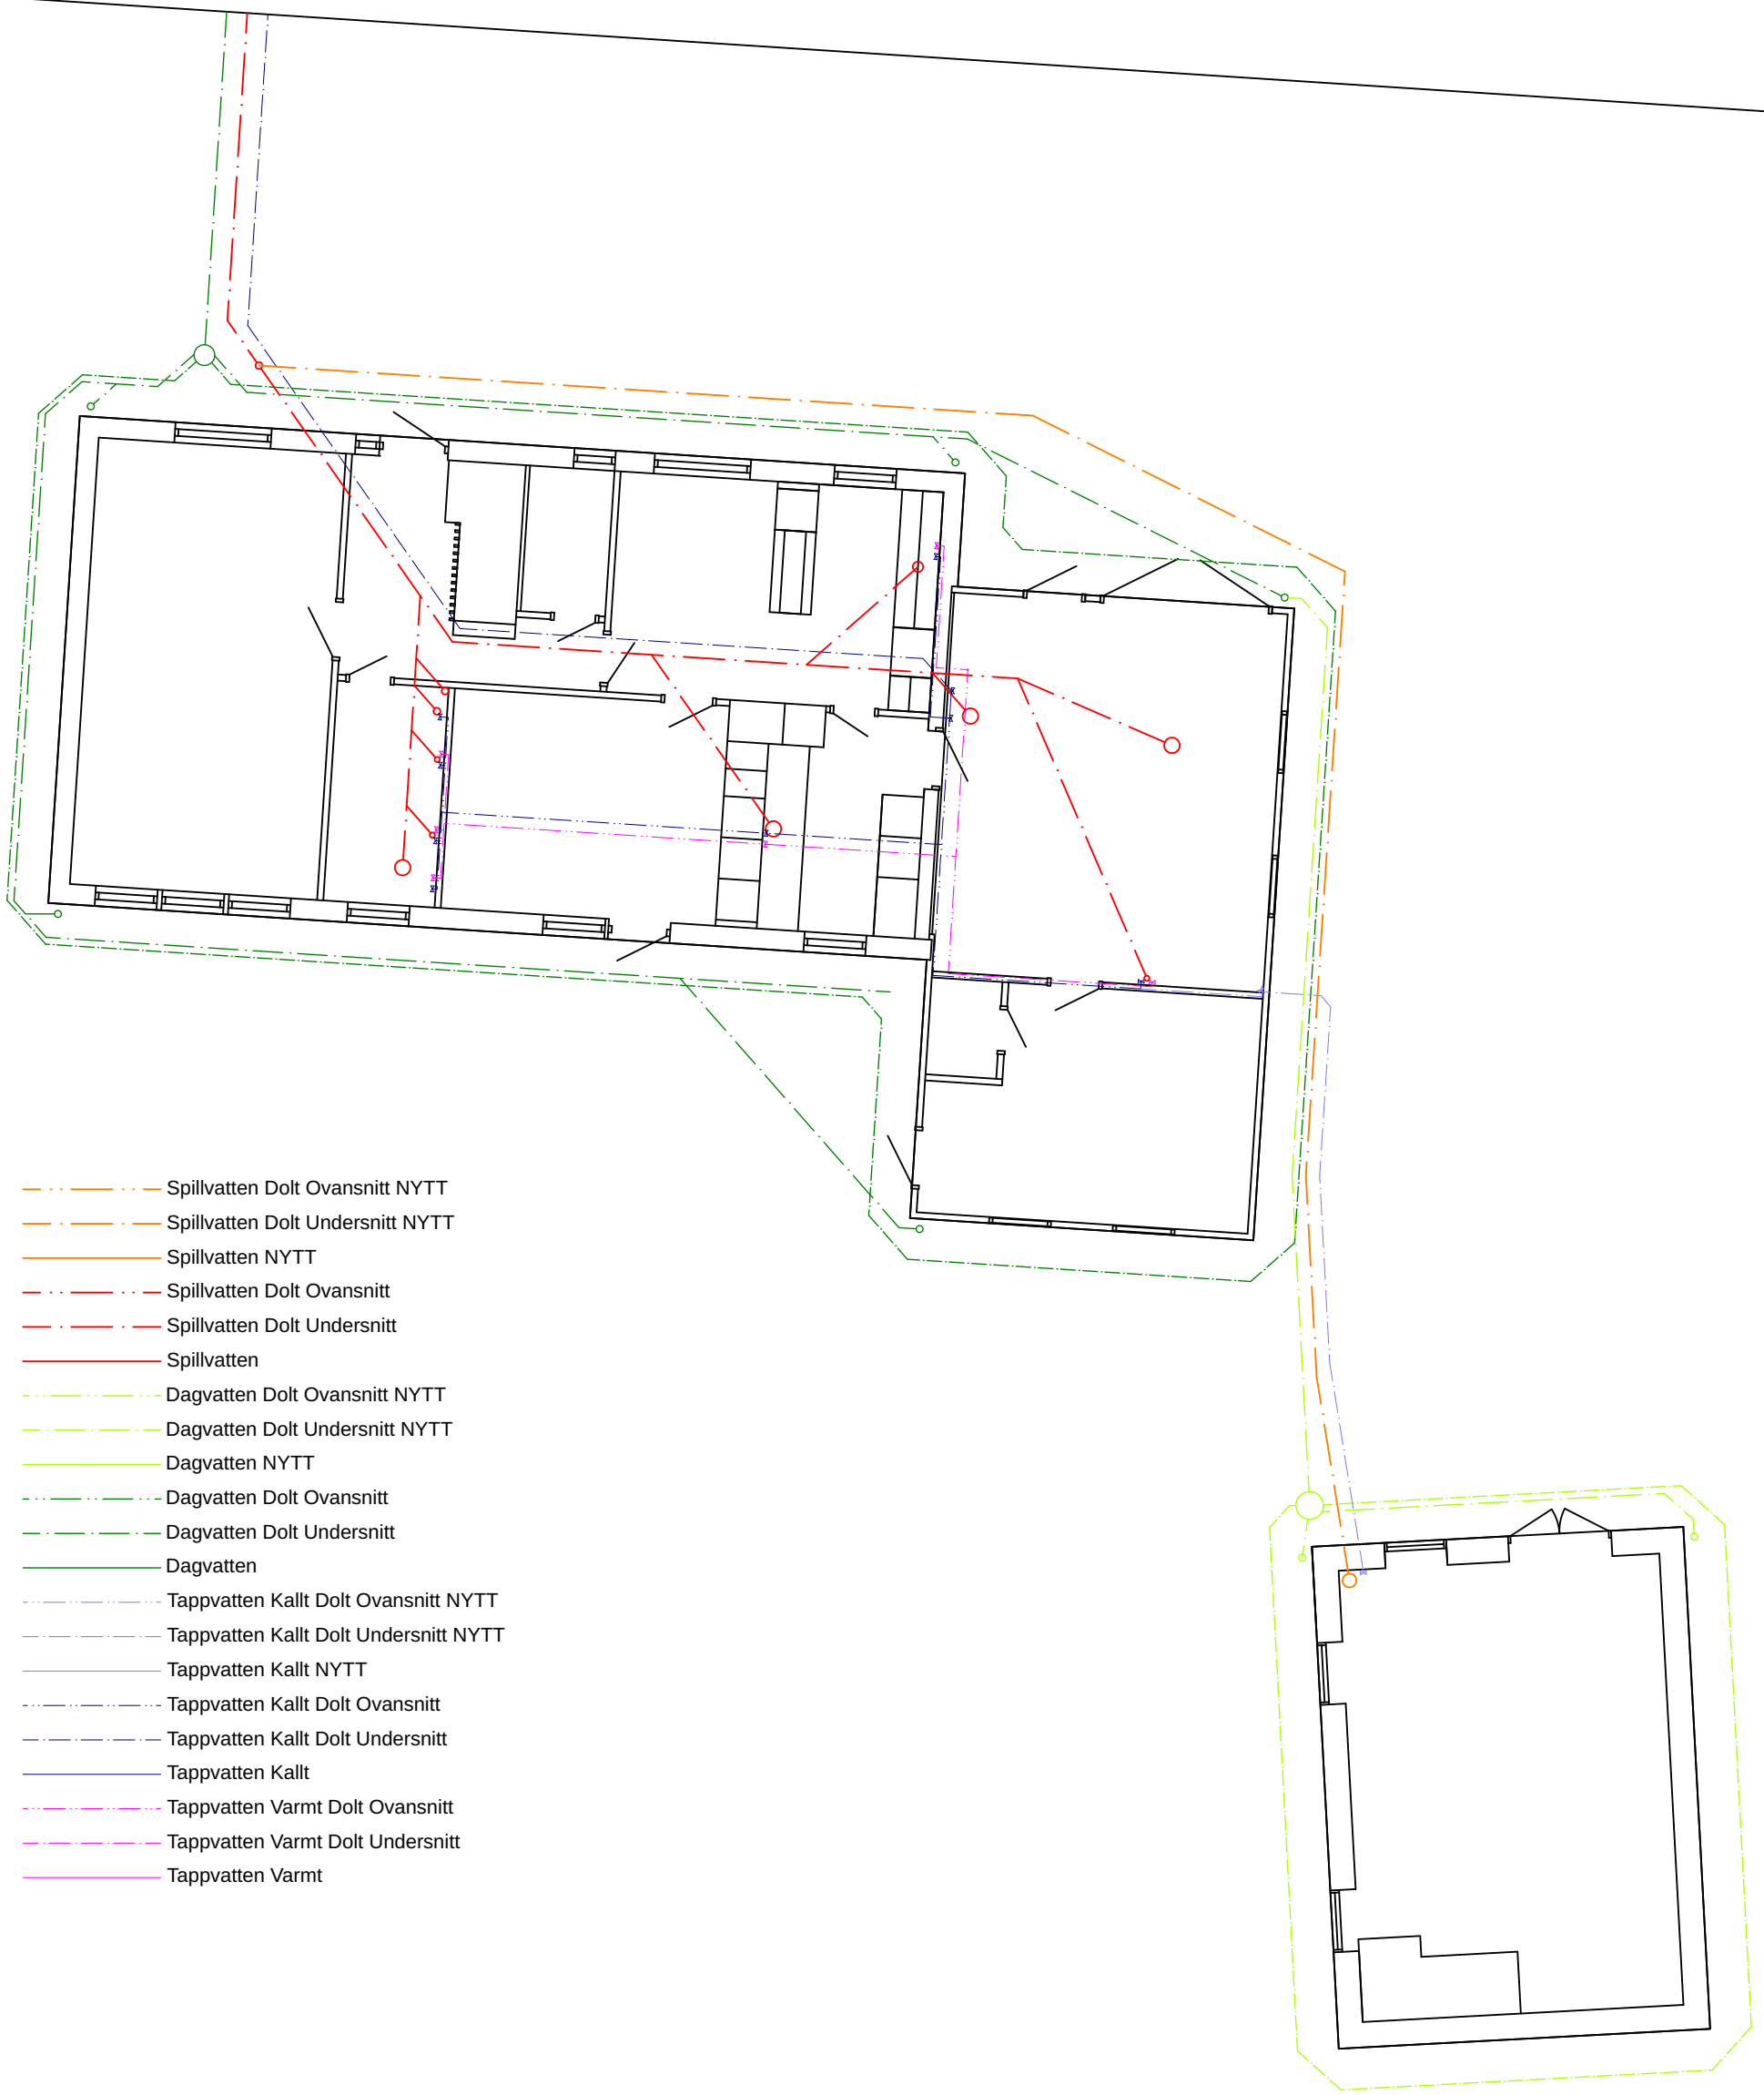 Spillvatten Dolt Ovansnitt NYTT
Spillvatten Dolt Undersnitt NYTT
Spillvatten NYTT
Spillvatten Dolt Ovansnitt
Spillvatten Dolt Undersnitt
Spillvatten
Dagvatten Dolt Ovansnitt NYTT
Dagvatten Dolt Undersnitt NYTT
Dagvatten NYTT
Dagvatten Dolt Ovansnitt
Dagvatten Dolt Undersnitt
Dagvatten
Tappvatten Kallt Dolt Ovansnitt NYTT
Tappvatten Kallt Dolt Undersnitt NYTT
Tappvatten Kallt NYTT
Tappvatten Kallt Dolt Ovansnitt
Tappvatten Kallt Dolt Undersnitt
Tappvatten Kallt
Tappvatten Varmt Dolt Ovansnitt
Tappvatten Varmt Dolt Undersnitt
Tappvatten Varmt